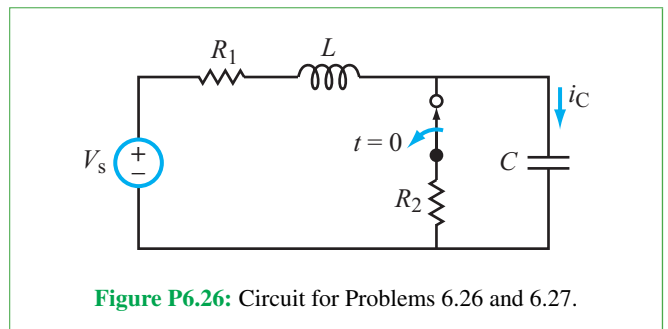 R1 L
iC
t = 0
Vs + −
C
R2
Figure P6.26: Circuit for Problems 6.26 and 6.27.